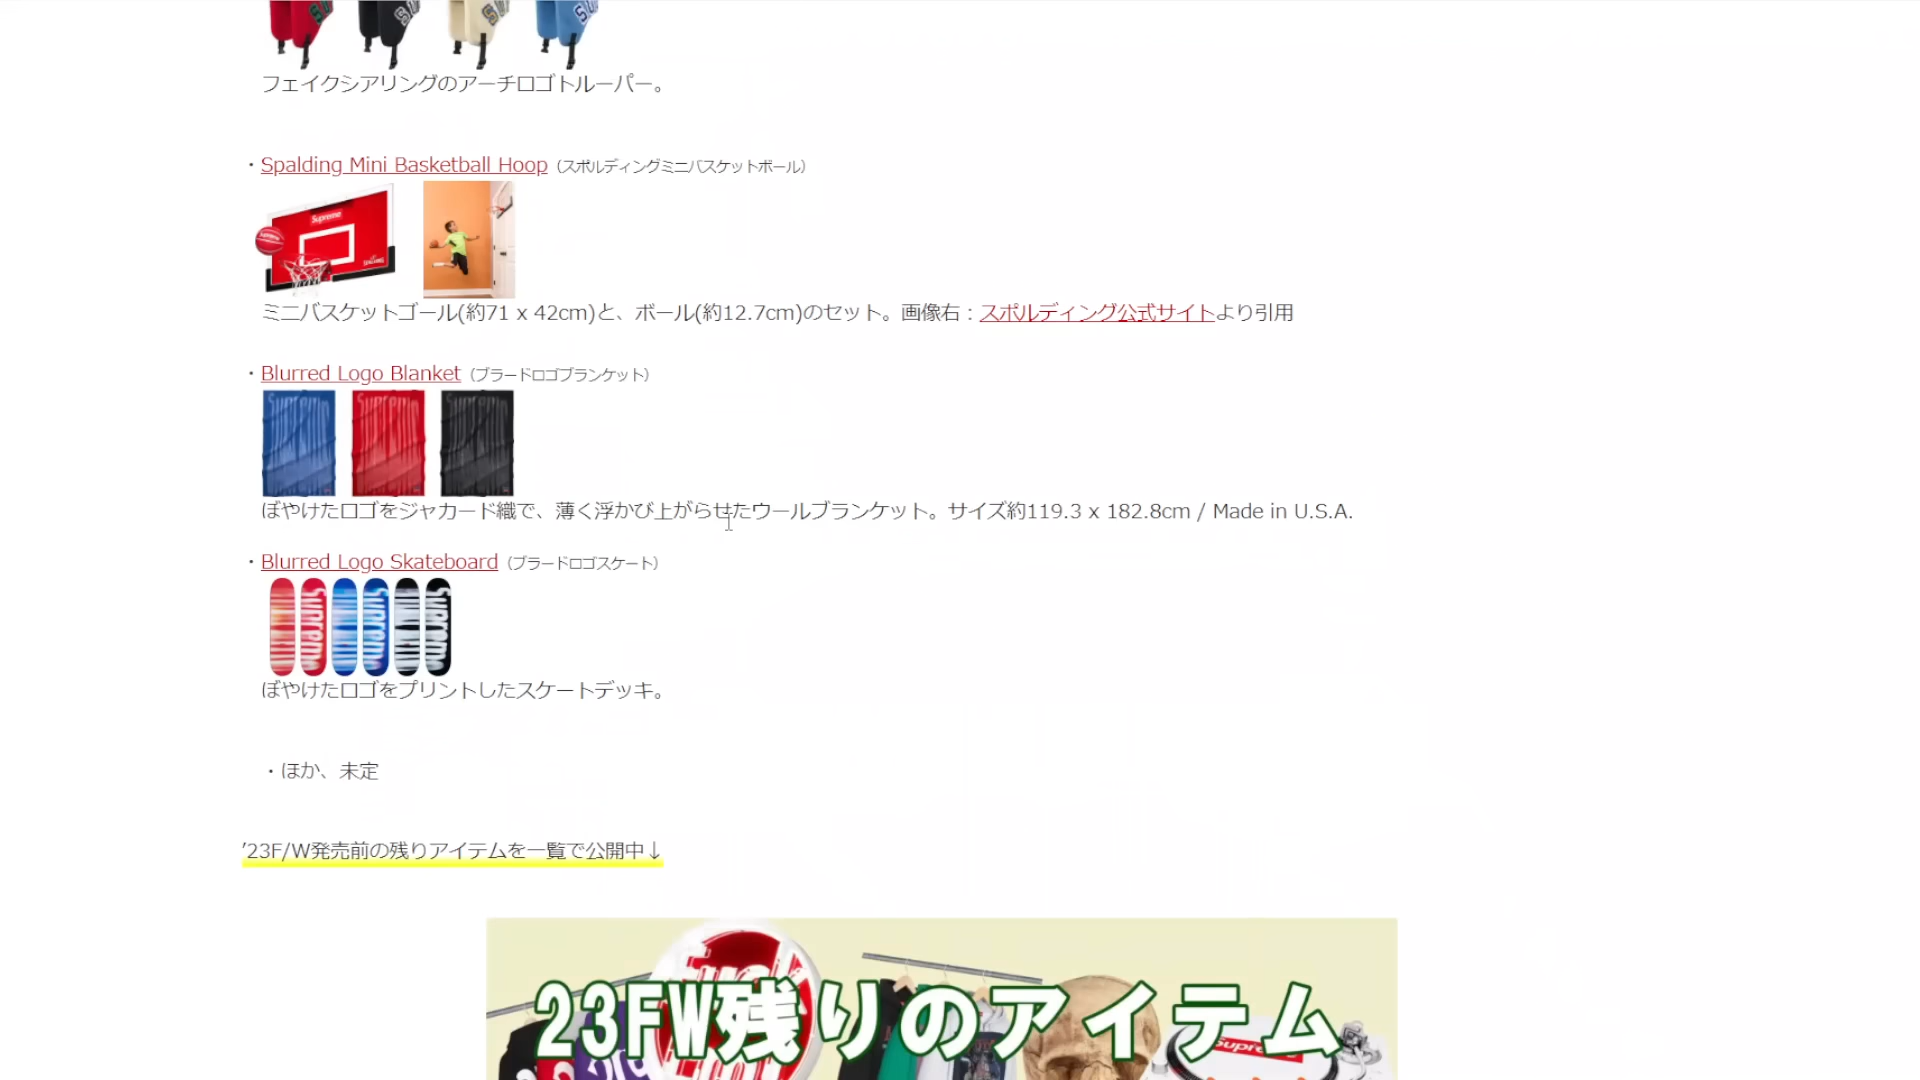 フェイクシアリングのアーチロゴトルーパー。
・Spalding Mini Basketball Hoop（スポルディングミニバスケットボール）
Supreme
SPALDING
ミニバスケットゴール(約71 x 42cm)と、ボール(約12.7cm)のセット。画像右：スポルディング公式サイトより引用
・Blurred Logo Blanket（ブラードロゴブランケット）
ぼやけたロゴをジャカード織で、薄く浮かび上がらせたウールブランケット。サイズ約119.3 x 182.8cm / Made in U.S.A.
・Blurred Logo Skateboard（ブラードロゴスケート）
Supreme Supreme Supreme
ぼやけたロゴをプリントしたスケートデッキ。
・ほか、未定
’23F/W発売前の残りアイテムを一覧で公開中↓
23FW残りのアイテム